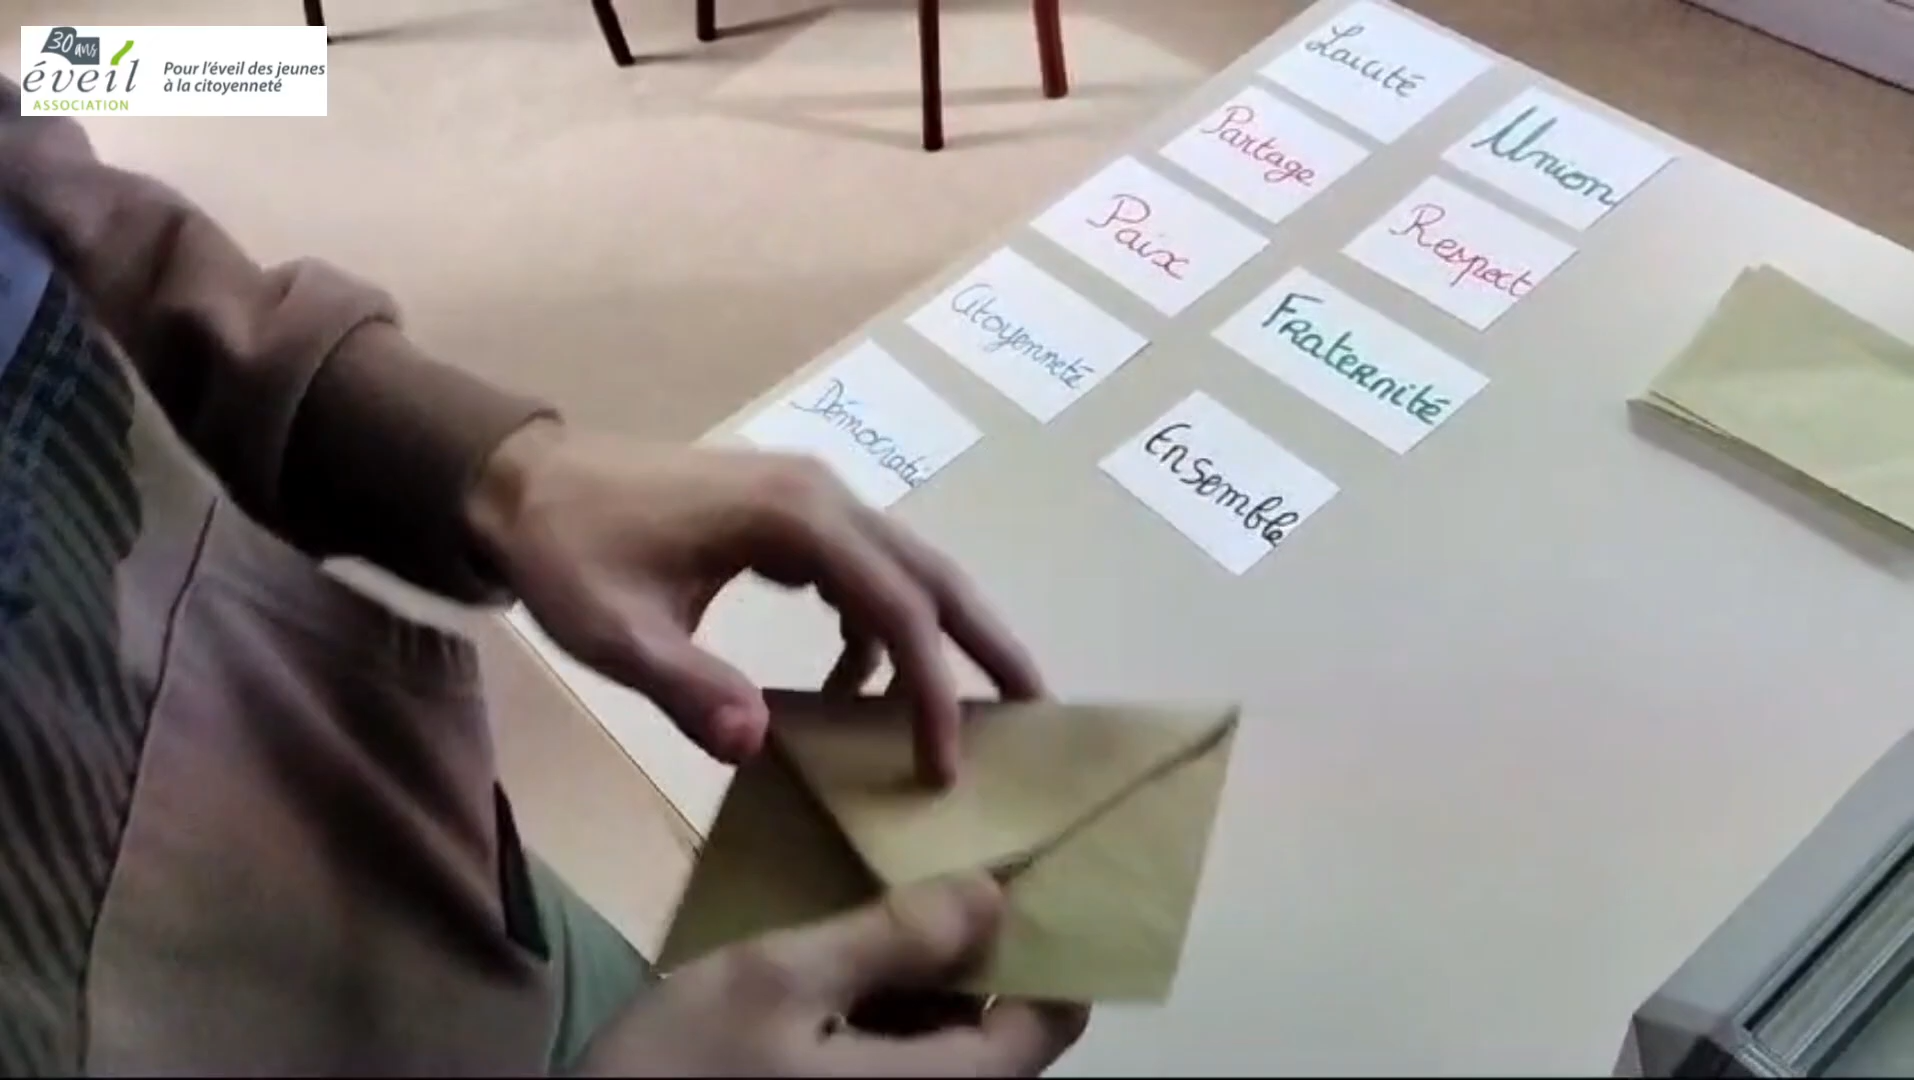 30 ans
éveil
ASSOCIATION
Pour l'éveil des jeunes
à la citoyenneté
Laïcité
Union
Partage
Respect
Paix
Fraternité
Citoyenneté
Ensemble
Démocratie